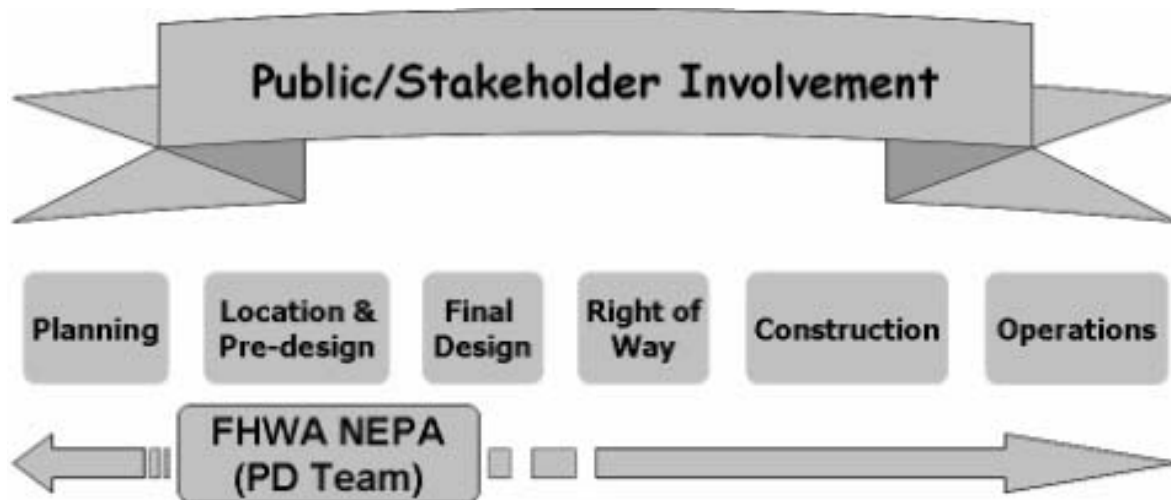 Public/Stakeholder Involvement
Planning
Location &
Pre-design
Final
Design
Right of
Way
Construction
Operations
FHWA NEPA
(PD Team)